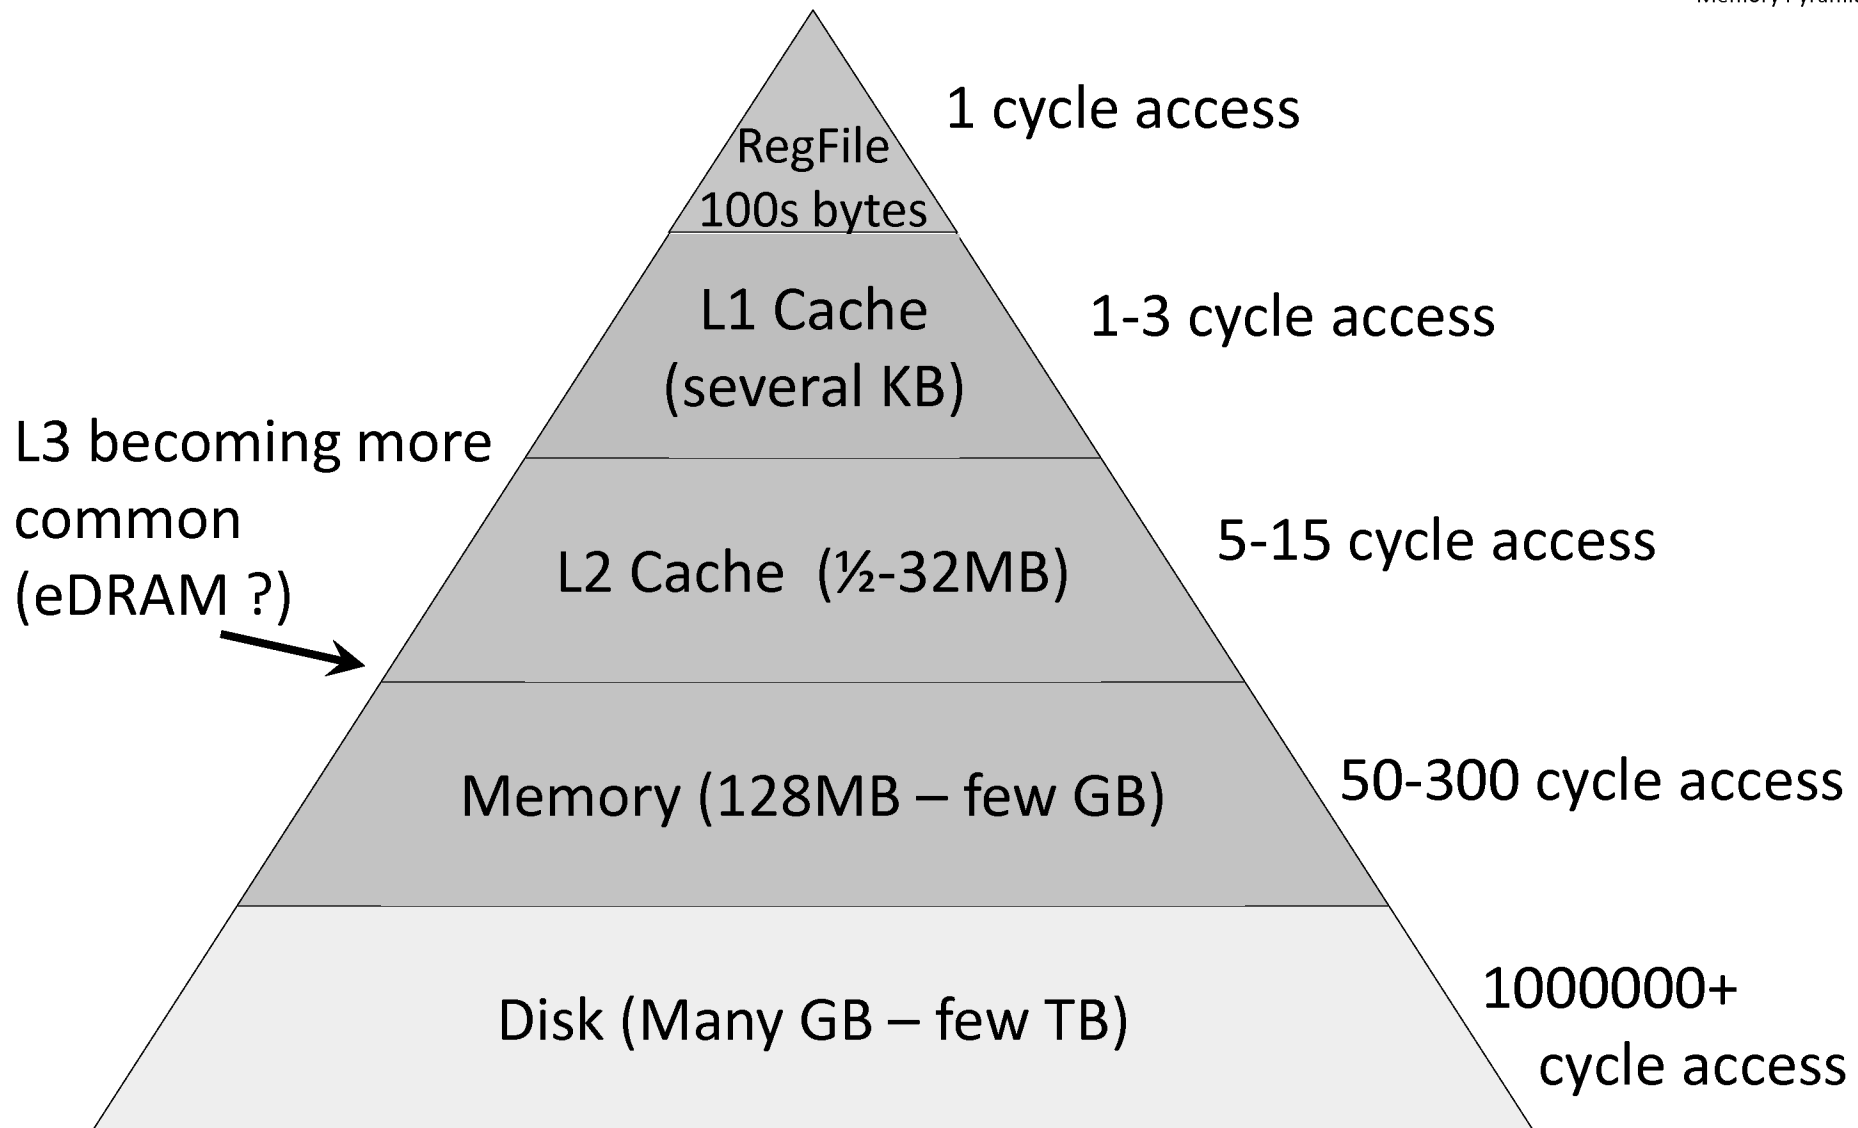 RegFile
100s bytes
1 cycle access
L1 Cache
(several KB)
1-3 cycle access
L3 becoming more
common
(eDRAM ?)
L2 Cache (½-32MB)
5-15 cycle access
Memory (128MB – few GB)
50-300 cycle access
Disk (Many GB – few TB)
1000000+
cycle access